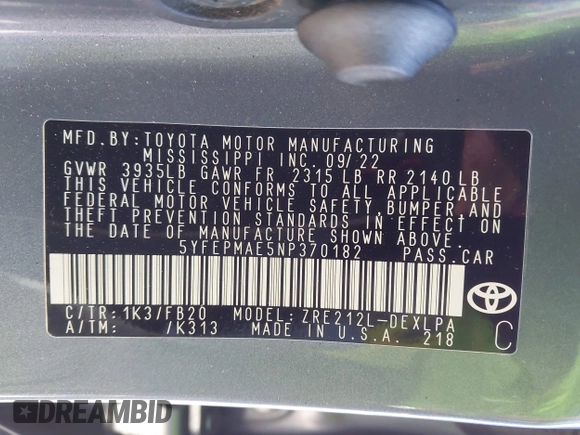 MFD.BY:TOYOTA MOTOR MANUFACTURING
MISSISSIPPI INC. 09/22
GVWR 3935LB GAWR FR 2315 LB RR 2140 LB
THIS VEHICLE CONFORMS TO ALL APPLICABLE
FEDERAL MOTOR VEHICLE SAFETY, BUMPER, AND
THEFT PREVENTION STANDARDS IN EFFECT ON
THE DATE OF MANUFACTURE SHOWN ABOVE.
5YFEPMAE5NP370182 PASS.CAR
C/TR:1K3/FB20 MODEL:ZRE212L-DEXLPA
A/TM: /K313 MADE IN U.S.A. 218 C
DREAMBID